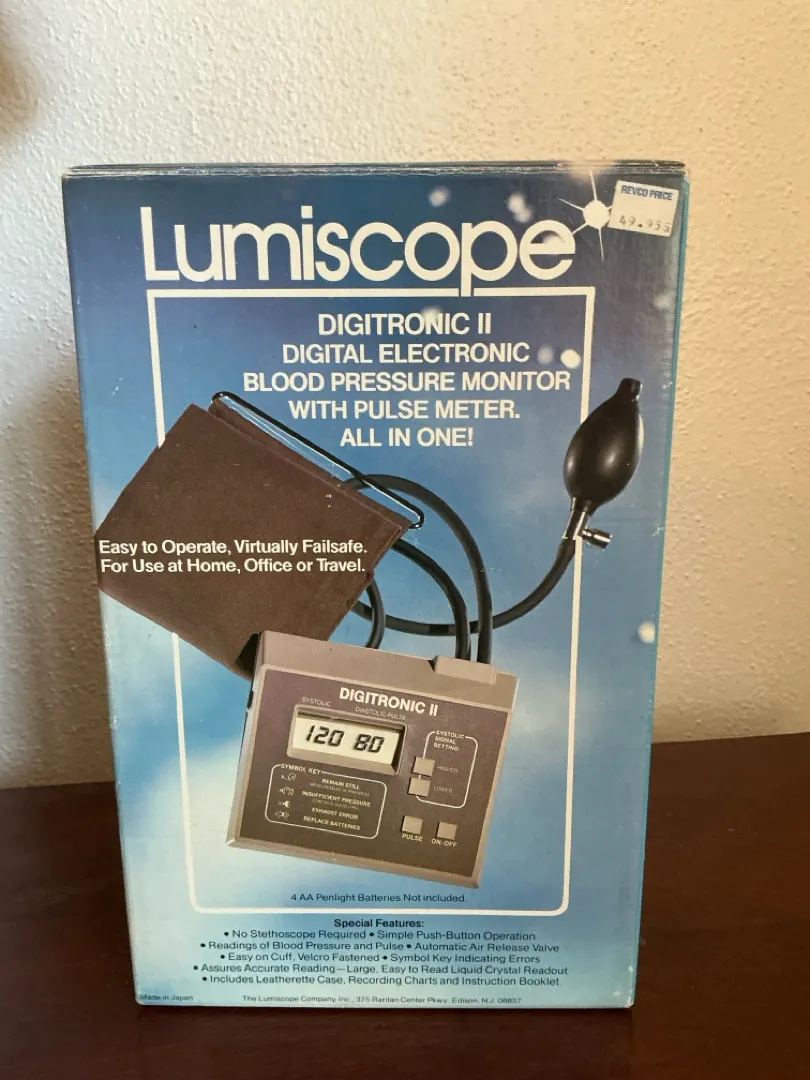 REVCO PRICE
49.95S
Lumiscope
DIGITRONIC II
DIGITAL ELECTRONIC
BLOOD PRESSURE MONITOR
WITH PULSE METER.
ALL IN ONE!
Easy to Operate, Virtually Failsafe.
For Use at Home, Office or Travel.
DIGITRONIC II
SYSTOLIC
DIASTOLIC-PULSE
120 80
SYSTOLIC
SIGNAL
SETTING
HIGHER
LOWER
SYMBOL KEY
REMAIN STILL
MEASUREMENT IN PROGRESS
INSUFFICIENT PRESSURE
EXHAUST ERROR
REPLACE BATTERIES
PULSE
ON-OFF
4 AA Penlight Batteries Not included.
Special Features:
• No Stethoscope Required • Simple Push-Button Operation
• Readings of Blood Pressure and Pulse • Automatic Air Release Valve
• Easy on Cuff, Velcro Fastened • Symbol Key Indicating Errors
• Assures Accurate Reading—Large, Easy to Read Liquid Crystal Readout
• Includes Leatherette Case, Recording Charts and Instruction Booklet.
Made in Japan
The Lumiscope Company, Inc., 375 Raritan Center Pkwy. Edison, N.J. 08837